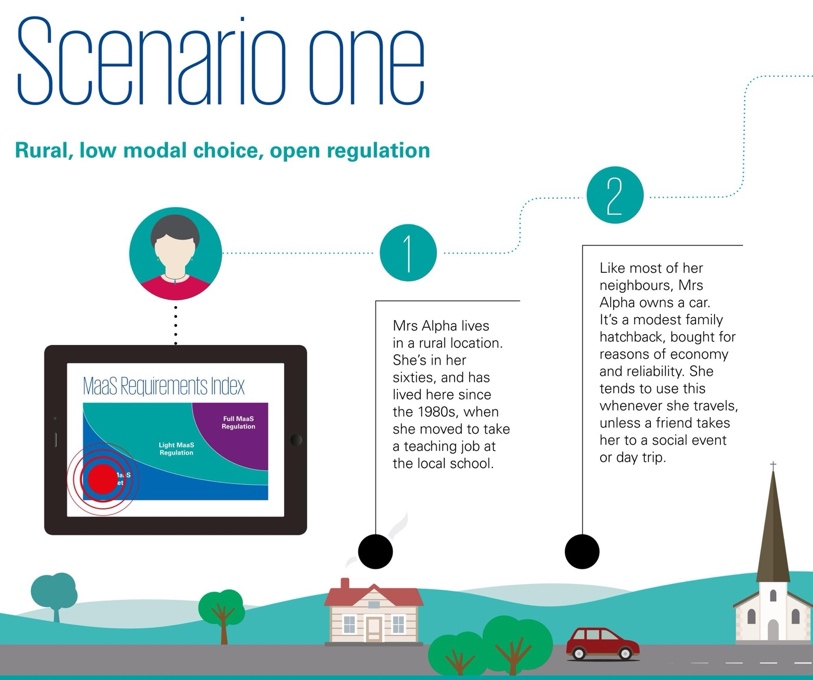 Scenario one
Rural, low modal choice, open regulation
1
2
MaaS Requirements Index
Full MaaS
Regulation
Light MaaS
Regulation
Mrs Alpha lives
in a rural location.
She’s in her
sixties, and has
lived here since
the 1980s, when
she moved to take
a teaching job at
the local school.
Like most of her
neighbours, Mrs
Alpha owns a car.
It’s a modest family
hatchback, bought for
reasons of economy
and reliability. She
tends to use this
whenever she travels,
unless a friend takes
her to a social event
or day trip.